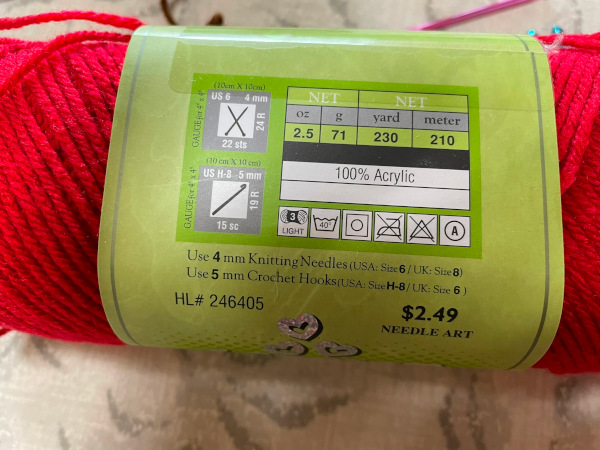 (10cm X 10cm)
US 6 4 mm
GAUGE (or 4" x 4")
24 R
22 sts
(10 cm X 10 cm)
US H-8 5 mm
GAUGE (or 4" x 4")
19 R
15 sc
NET NET
oz g yard meter
2.5 71 230 210
100% Acrylic
3
LIGHT
40°
A
Use 4 mm Knitting Needles (USA: Size 6 / UK: Size 8)
Use 5 mm Crochet Hooks (USA: Size H-8 / UK: Size 6 )
HL# 246405
$2.49
NEEDLE ART